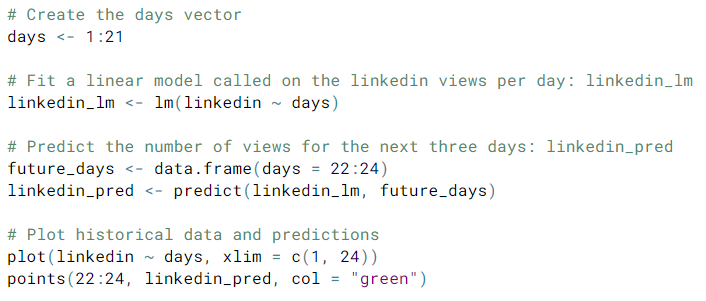 # Create the days vector
days <- 1:21
# Fit a linear model called on the linkedin views per day: linkedin_lm
linkedin_lm <- lm(linkedin ~ days)
# Predict the number of views for the next three days: linkedin_pred
future_days <- data.frame(days = 22:24)
linkedin_pred <- predict(linkedin_lm, future_days)
# Plot historical data and predictions
plot(linkedin ~ days, xlim = c(1, 24))
points(22:24, linkedin_pred, col = "green")